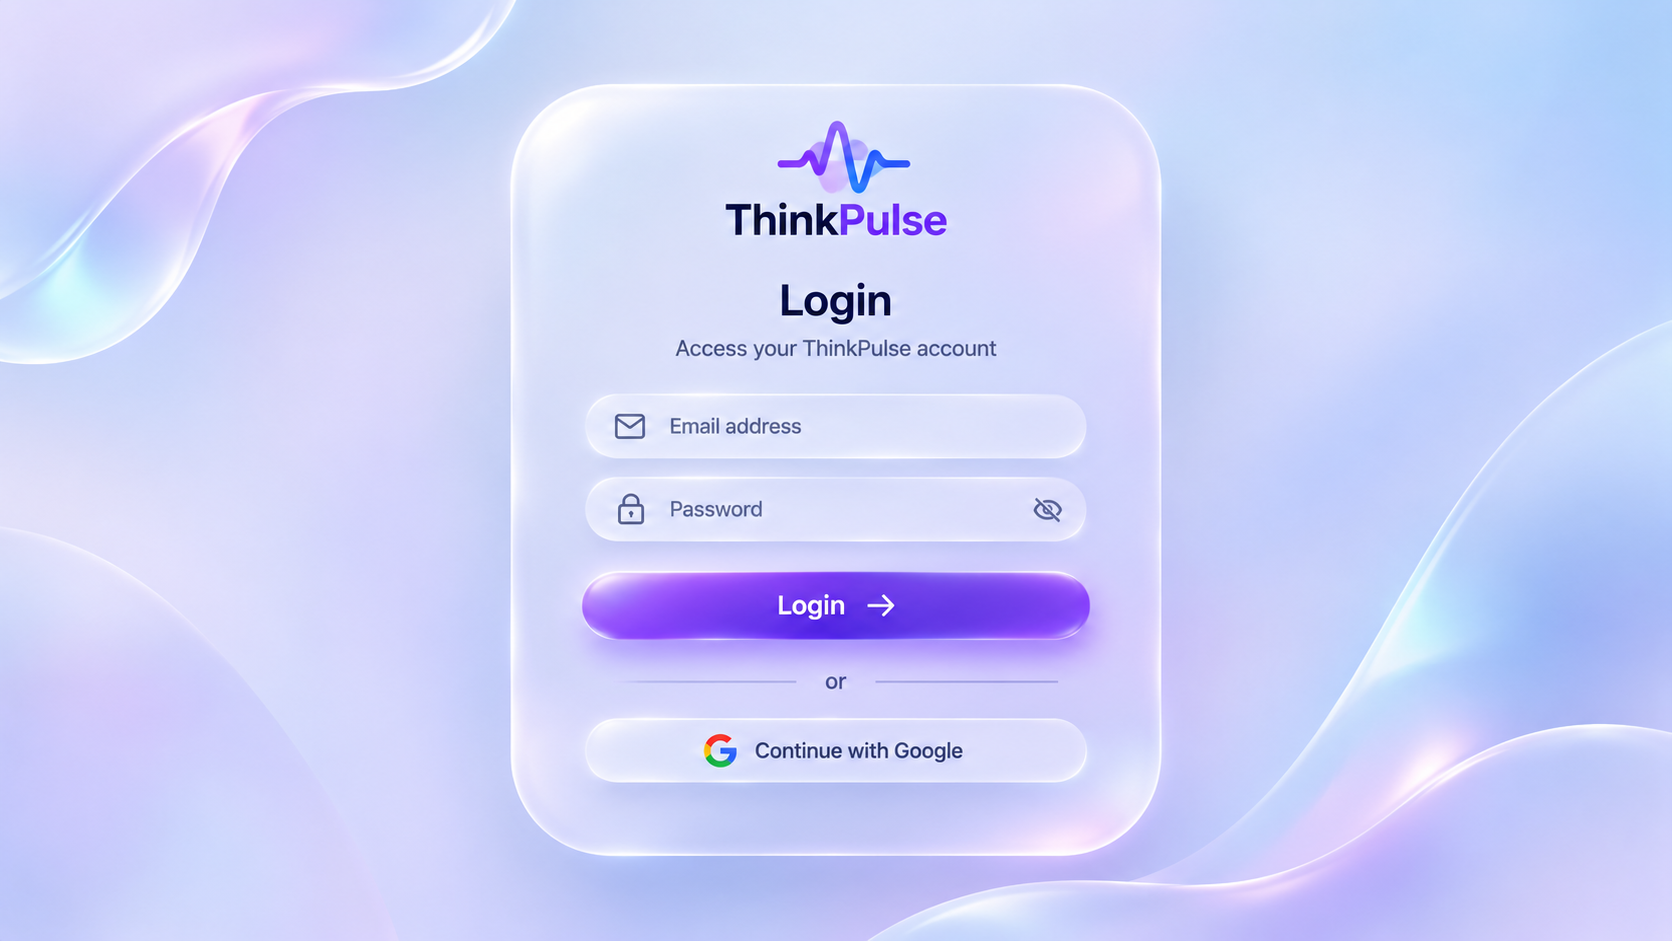 ThinkPulse
Login
Access your ThinkPulse account
Email address
Password
Login
or
Continue with Google